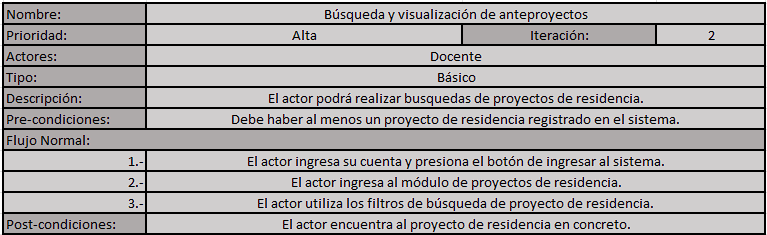 Nombre: Búsqueda y visualización de anteproyectos
Prioridad: Alta Iteración: 2
Actores: Docente
Tipo: Básico
Descripción: El actor podrá realizar busquedas de proyectos de residencia.
Pre-condiciones: Debe haber al menos un proyecto de residencia registrado en el sistema.
Flujo Normal:
1.- El actor ingresa su cuenta y presiona el botón de ingresar al sistema.
2.- El actor ingresa al módulo de proyectos de residencia.
3.- El actor utiliza los filtros de búsqueda de proyecto de residencia.
Post-condiciones: El actor encuentra al proyecto de residencia en concreto.